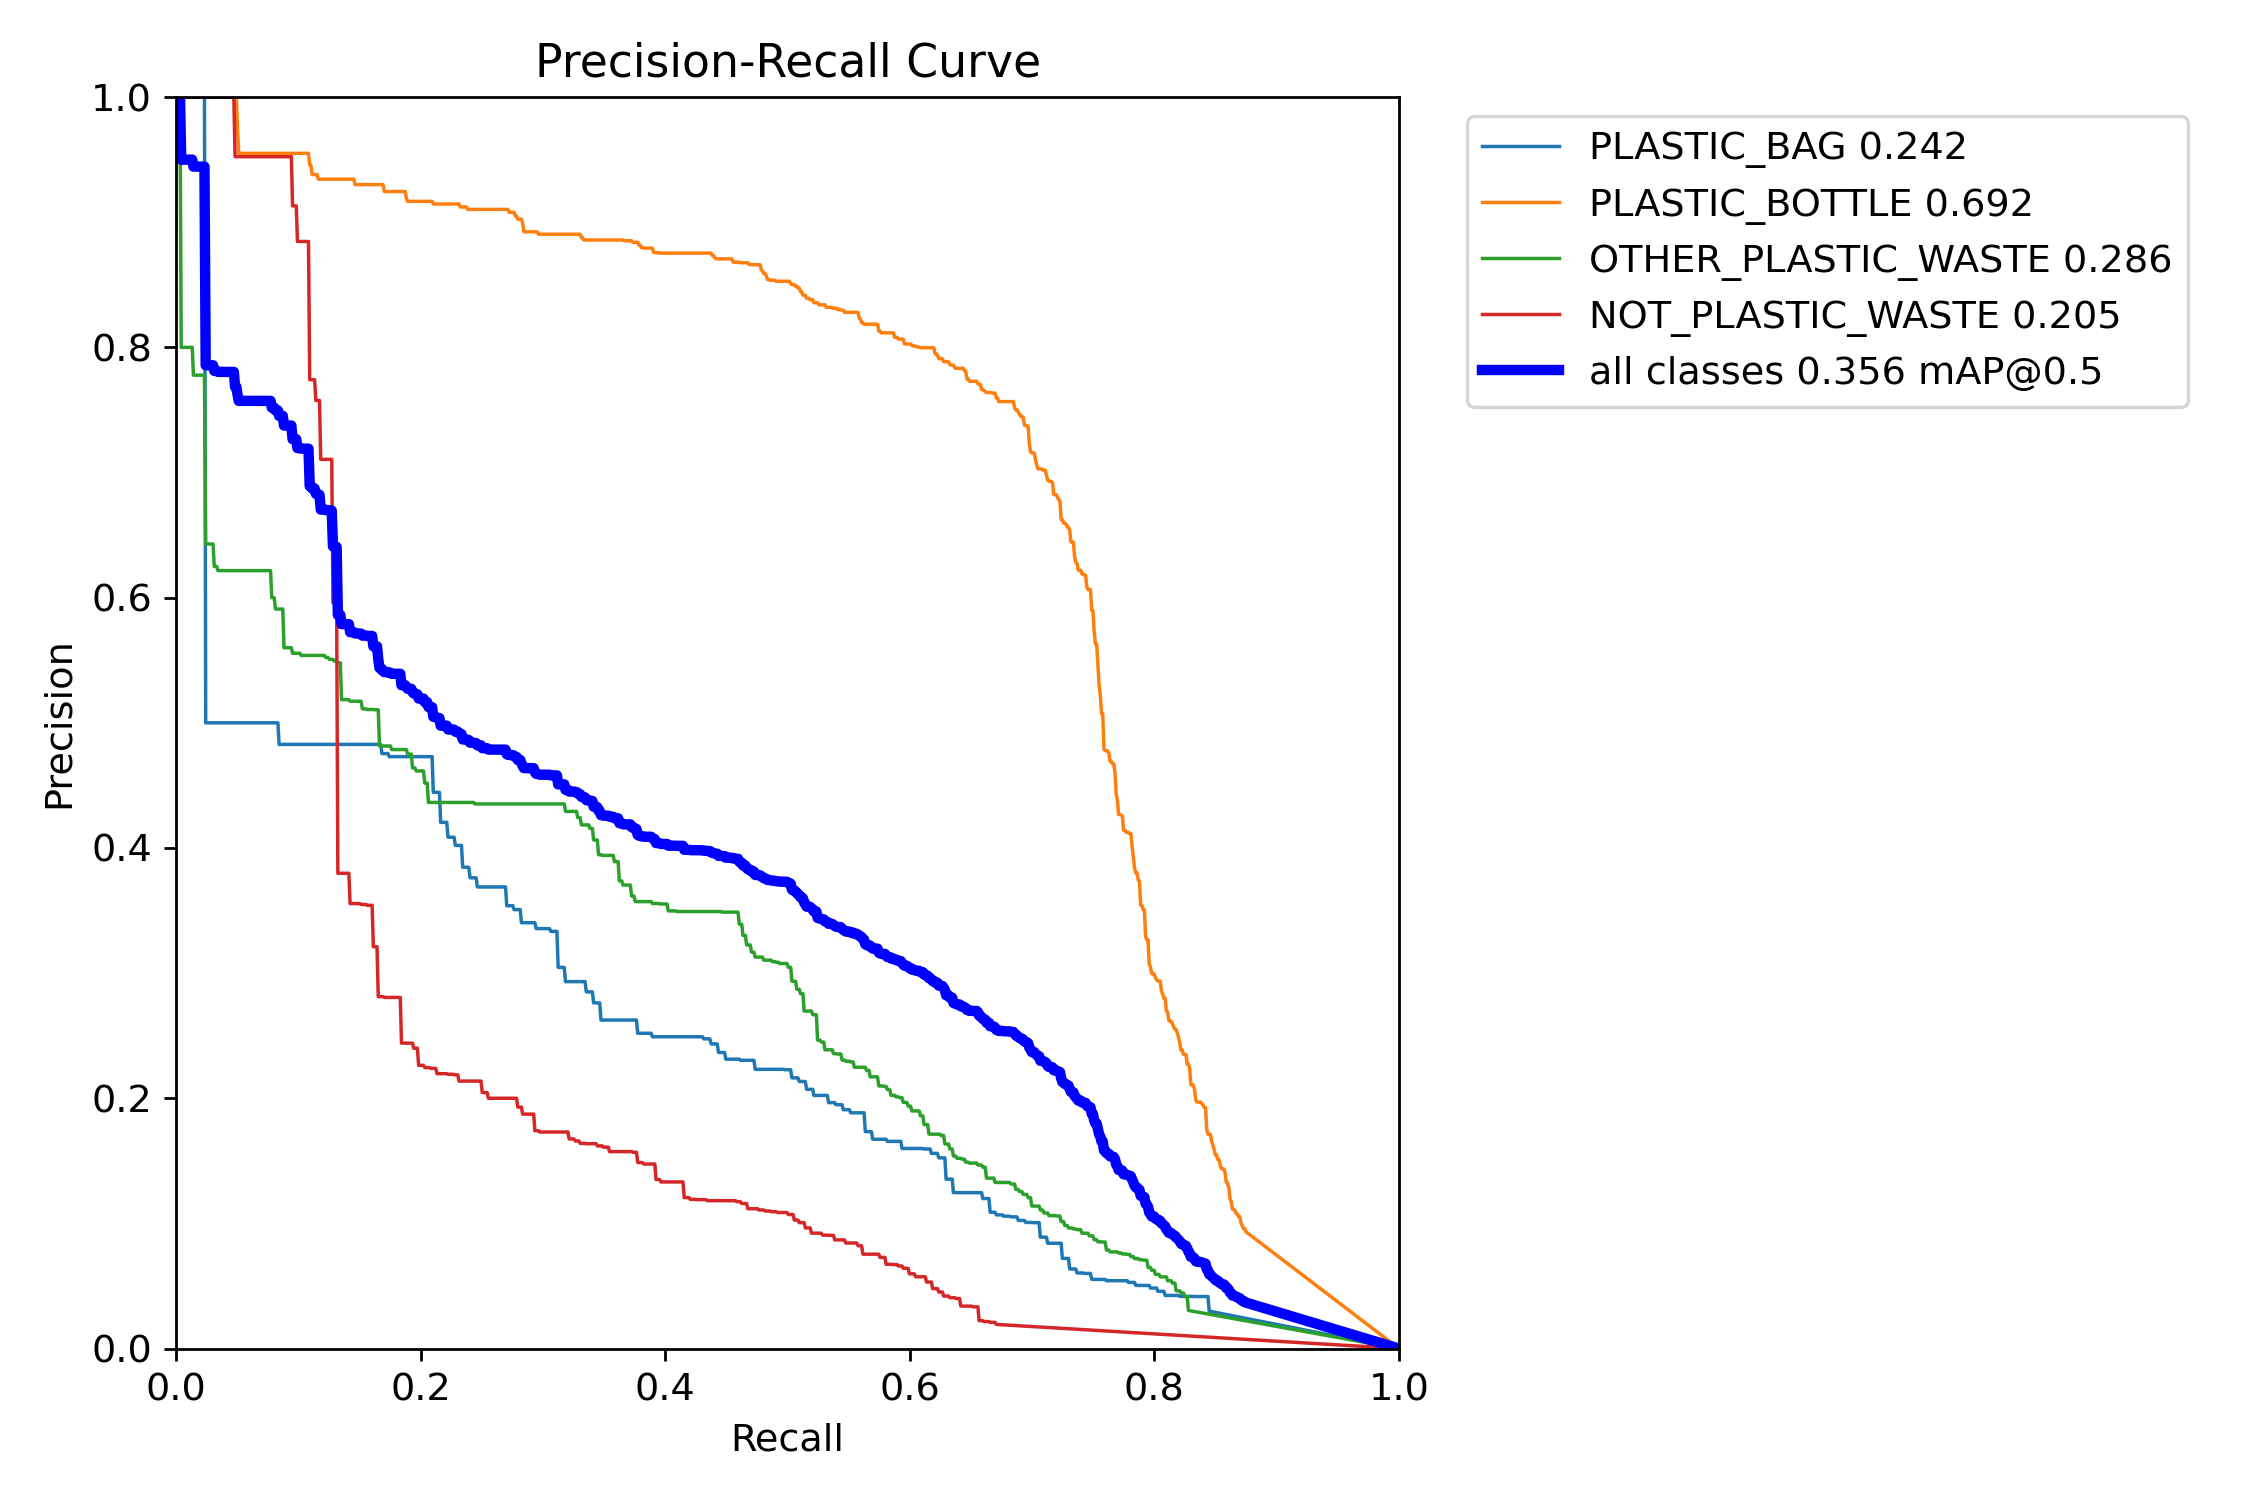 Precision-Recall Curve
1.0
0.8
0.6
0.4
0.2
0.0
Precision
0.0 0.2 0.4 0.6 0.8 1.0
Recall
PLASTIC_BAG 0.242
PLASTIC_BOTTLE 0.692
OTHER_PLASTIC_WASTE 0.286
NOT_PLASTIC_WASTE 0.205
all classes 0.356 mAP@0.5